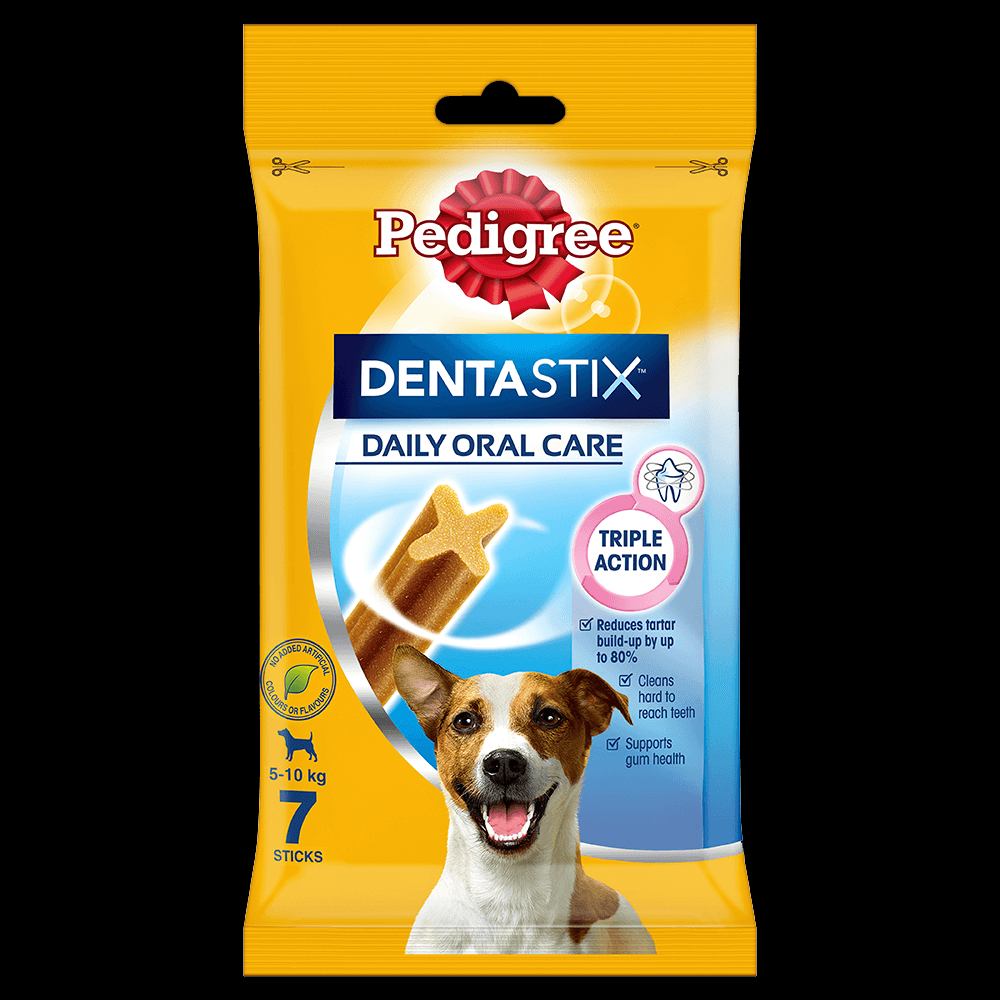 Pedigree®
DENTASTIX™
DAILY ORAL CARE
TRIPLE
ACTION
Reduces tartar
build-up by up
to 80%
Cleans
hard to
reach teeth
Supports
gum health
NO ADDED ARTIFICIAL
COLOURS OR FLAVOURS
5-10 kg
7
STICKS